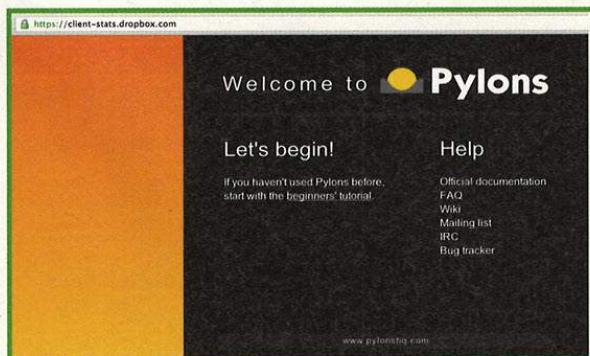 https://client-stats.dropbox.com
Welcome to Pylons
Let's begin!
If you haven't used Pylons before,
start with the beginners' tutorial.
Help
Official documentation
FAQ
Wiki
Mailing list
IRC
Bug tracker
www.pylonshq.com